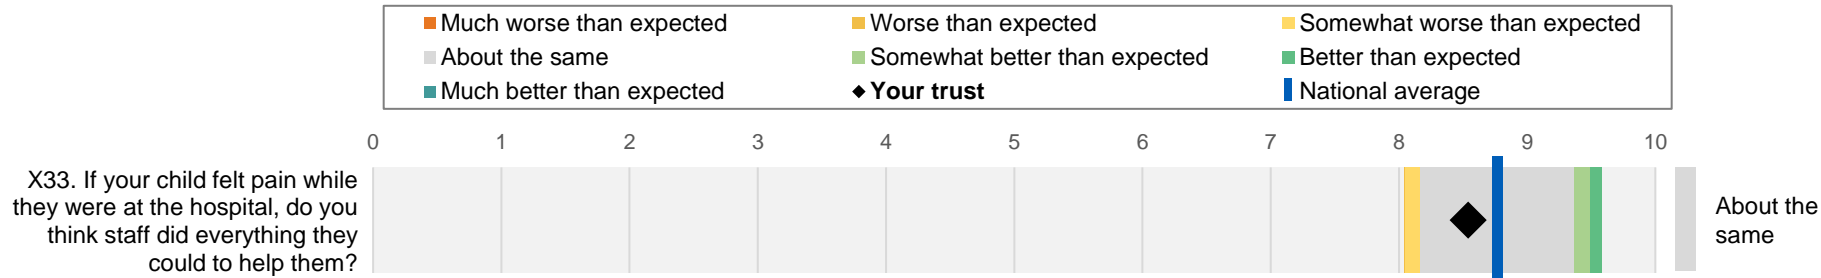 Much worse than expected
Worse than expected
Somewhat worse than expected
About the same
Somewhat better than expected
Better than expected
Much better than expected
Your trust
National average
0 1 2 3 4 5 6 7 8 9 10
X33. If your child felt pain while
they were at the hospital, do you
think staff did everything they
could to help them?
About the
same